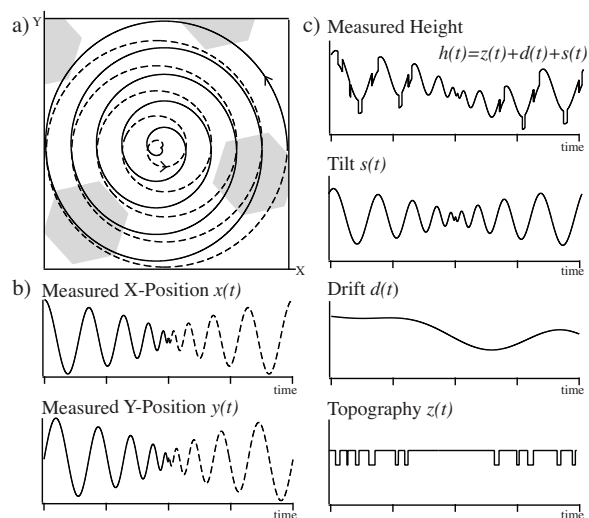 a)
Y
X
b)
Measured X-Position x(t)
time
Measured Y-Position y(t)
time
c)
Measured Height
h(t)=z(t)+d(t)+s(t)
time
Tilt s(t)
time
Drift d(t)
time
Topography z(t)
time